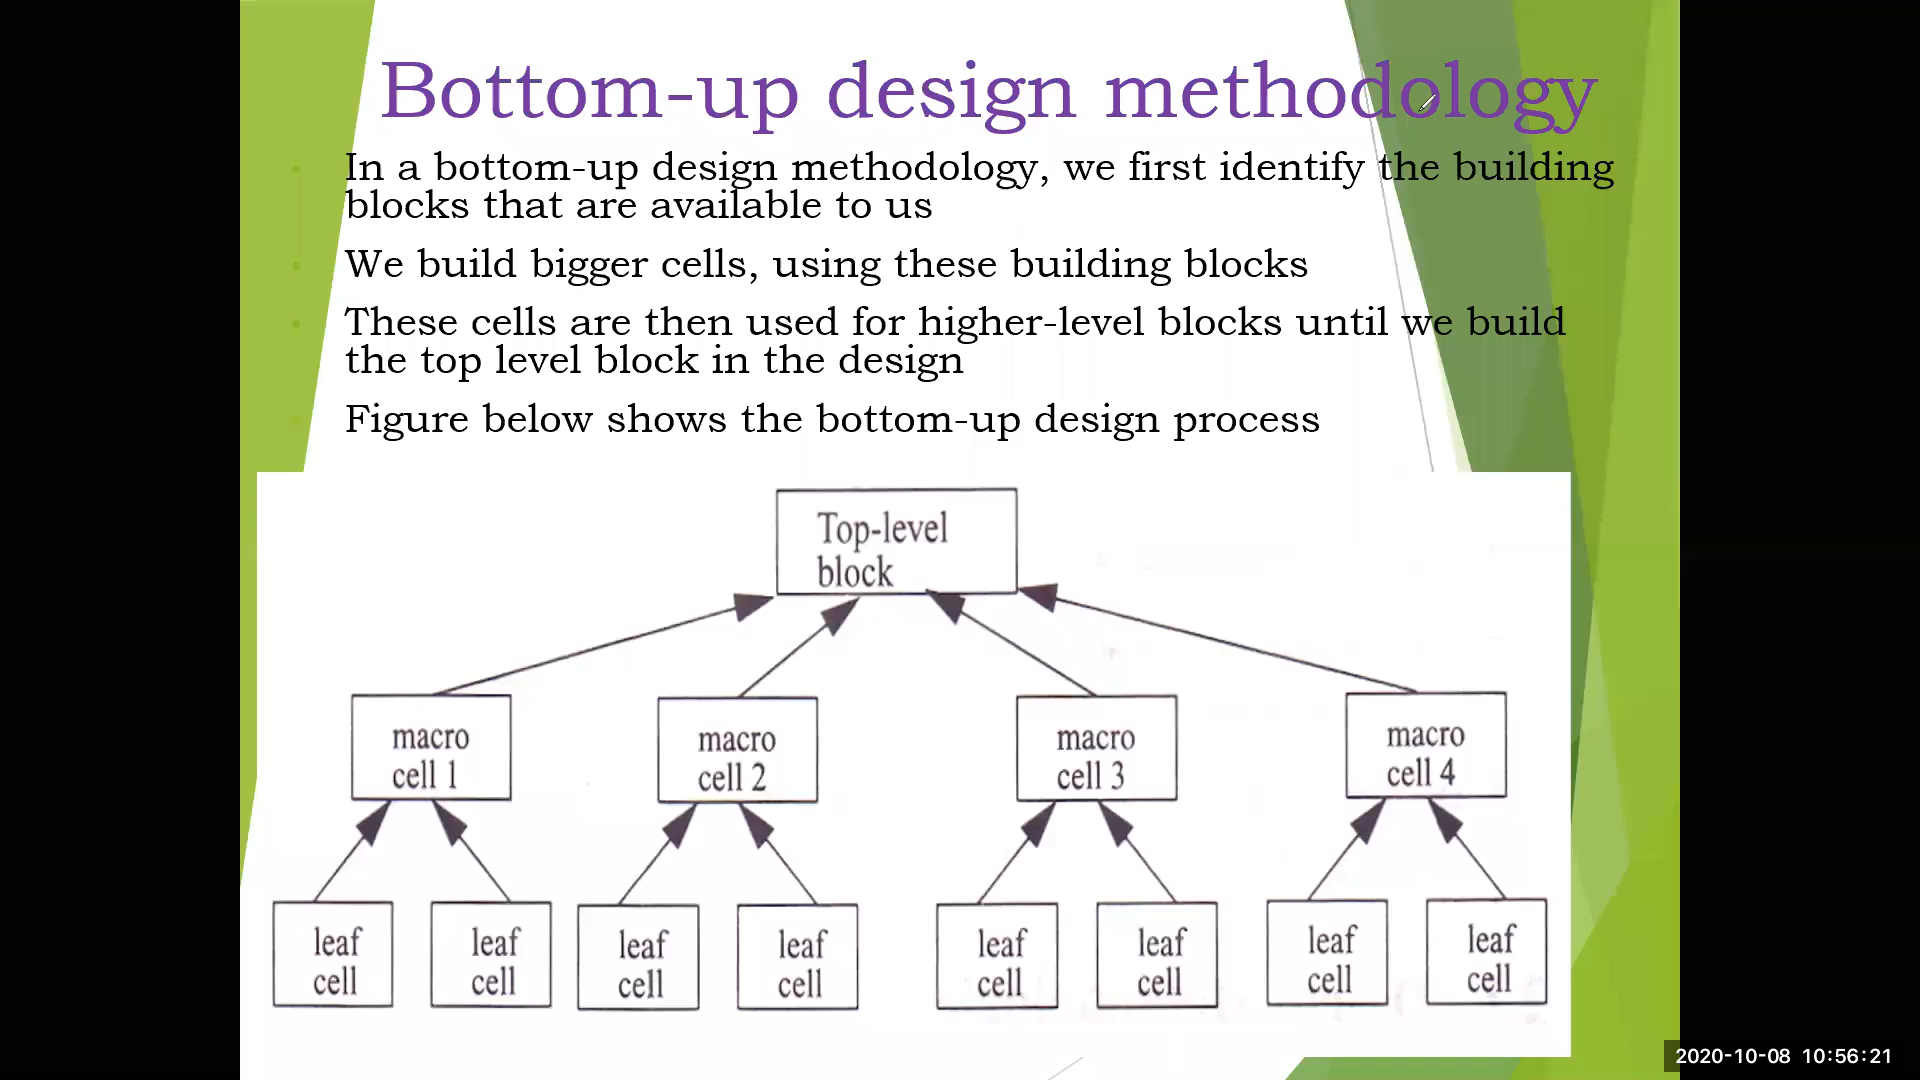 Bottom-up design methodology
In a bottom-up design methodology, we first identify the building
blocks that are available to us
We build bigger cells, using these building blocks
These cells are then used for higher-level blocks until we build
the top level block in the design
Figure below shows the bottom-up design process
Top-level
block
macro
cell 1
macro
cell 2
macro
cell 3
macro
cell 4
leaf
cell
leaf
cell
leaf
cell
leaf
cell
leaf
cell
leaf
cell
leaf
cell
leaf
cell
2020-10-08 10:56:21